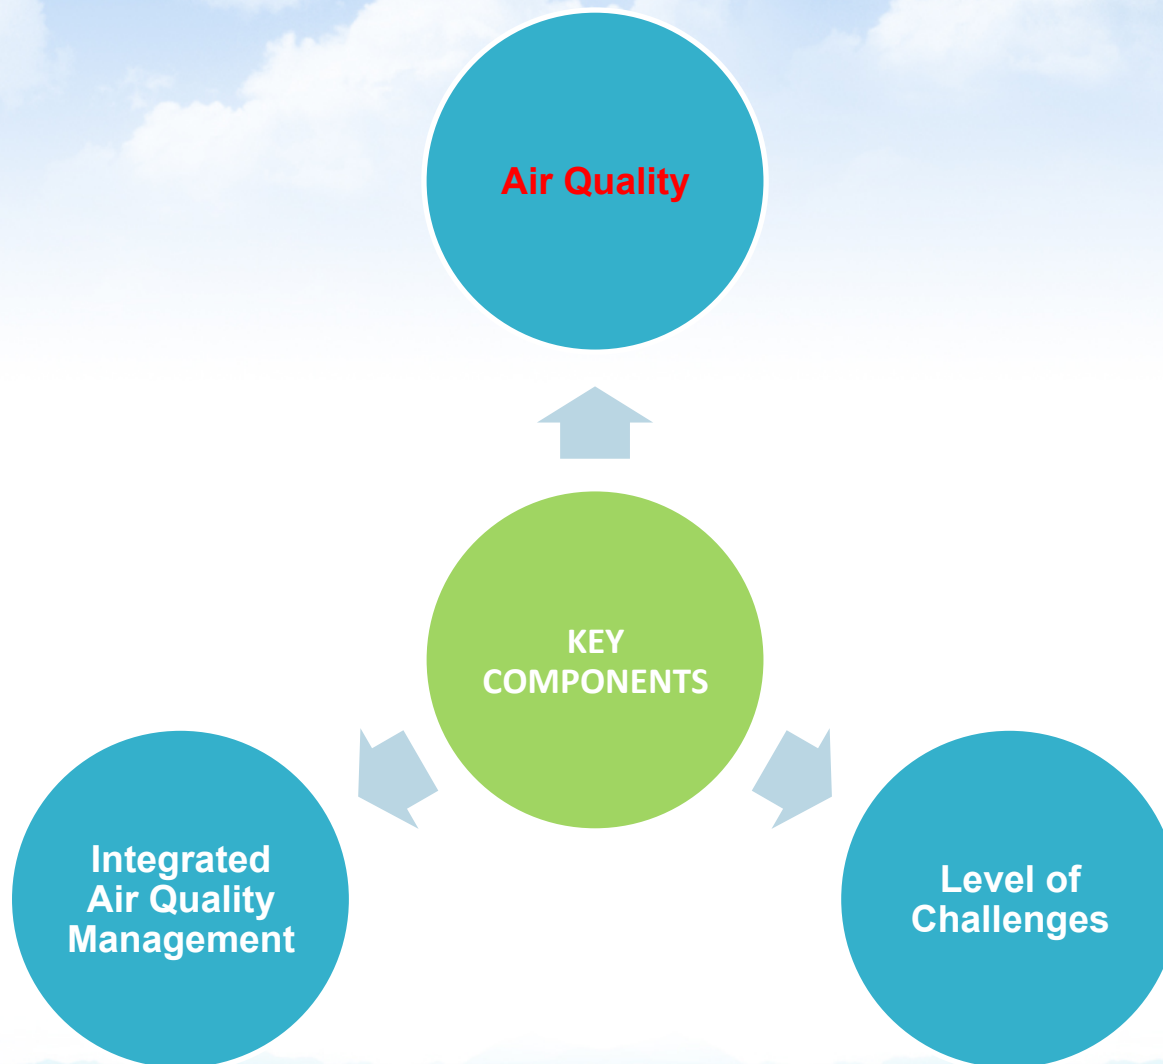 Air Quality
KEY
COMPONENTS
Integrated
Air Quality
Management
Level of
Challenges